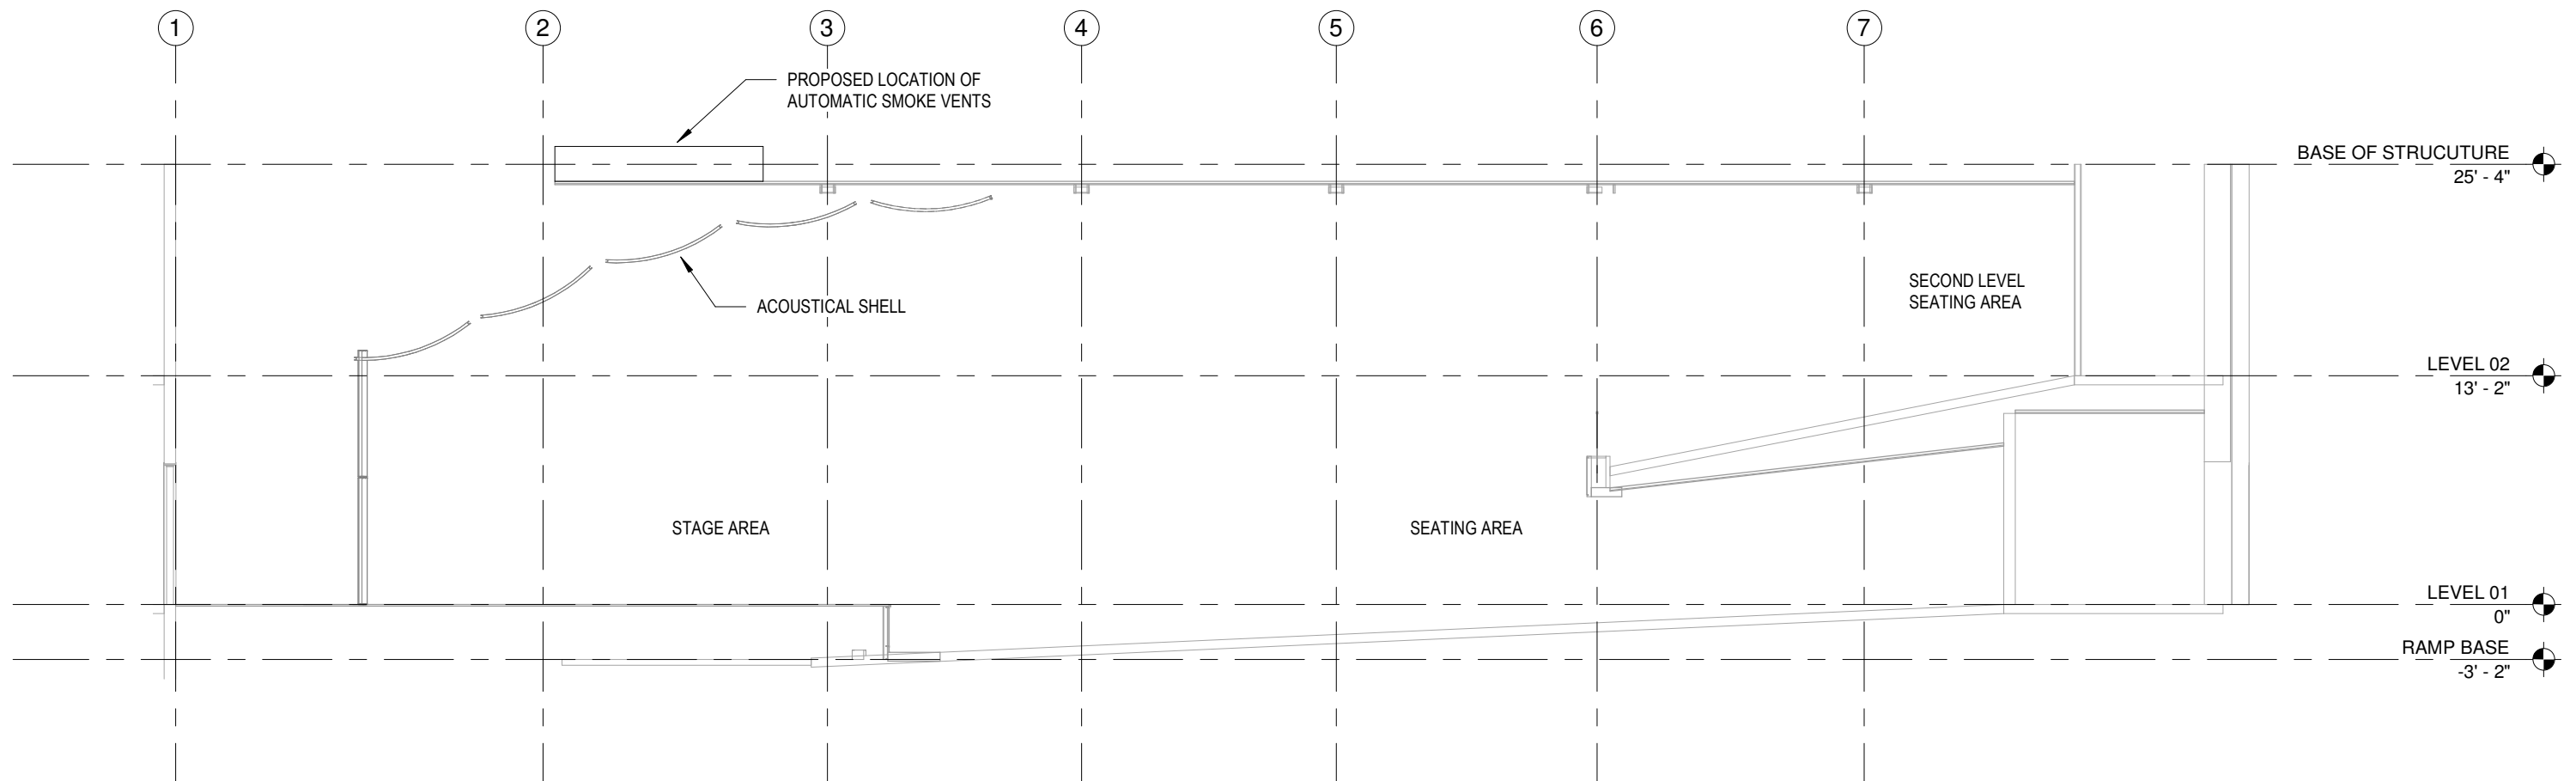 1
2
3
4
5
6
7
PROPOSED LOCATION OF
AUTOMATIC SMOKE VENTS
BASE OF STRUCUTURE
25' - 4"
SECOND LEVEL
SEATING AREA
ACOUSTICAL SHELL
LEVEL 02
13' - 2"
STAGE AREA
SEATING AREA
LEVEL 01
0"
RAMP BASE
-3' - 2"